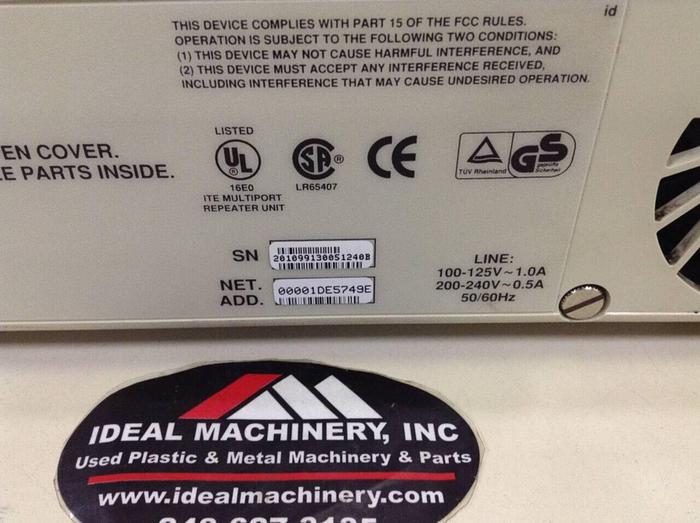 id
THIS DEVICE COMPLIES WITH PART 15 OF THE FCC RULES.
OPERATION IS SUBJECT TO THE FOLLOWING TWO CONDITIONS:
(1) THIS DEVICE MAY NOT CAUSE HARMFUL INTERFERENCE, AND
(2) THIS DEVICE MUST ACCEPT ANY INTERFERENCE RECEIVED,
INCLUDING INTERFERENCE THAT MAY CAUSE UNDESIRED OPERATION.
EN COVER.
E PARTS INSIDE.
LISTED
UL ®
16E0
ITE MULTIPORT
REPEATER UNIT
SA ®
LR65407
CE
TÜV Rheinland
GS
geprüfte
Sicherheit
SN 201099130051240B
NET.
ADD. 00001DE5749E
LINE:
100-125V~1.0A
200-240V~0.5A
50/60Hz
IDEAL MACHINERY, INC
Used Plastic & Metal Machinery & Parts
www.idealmachinery.com